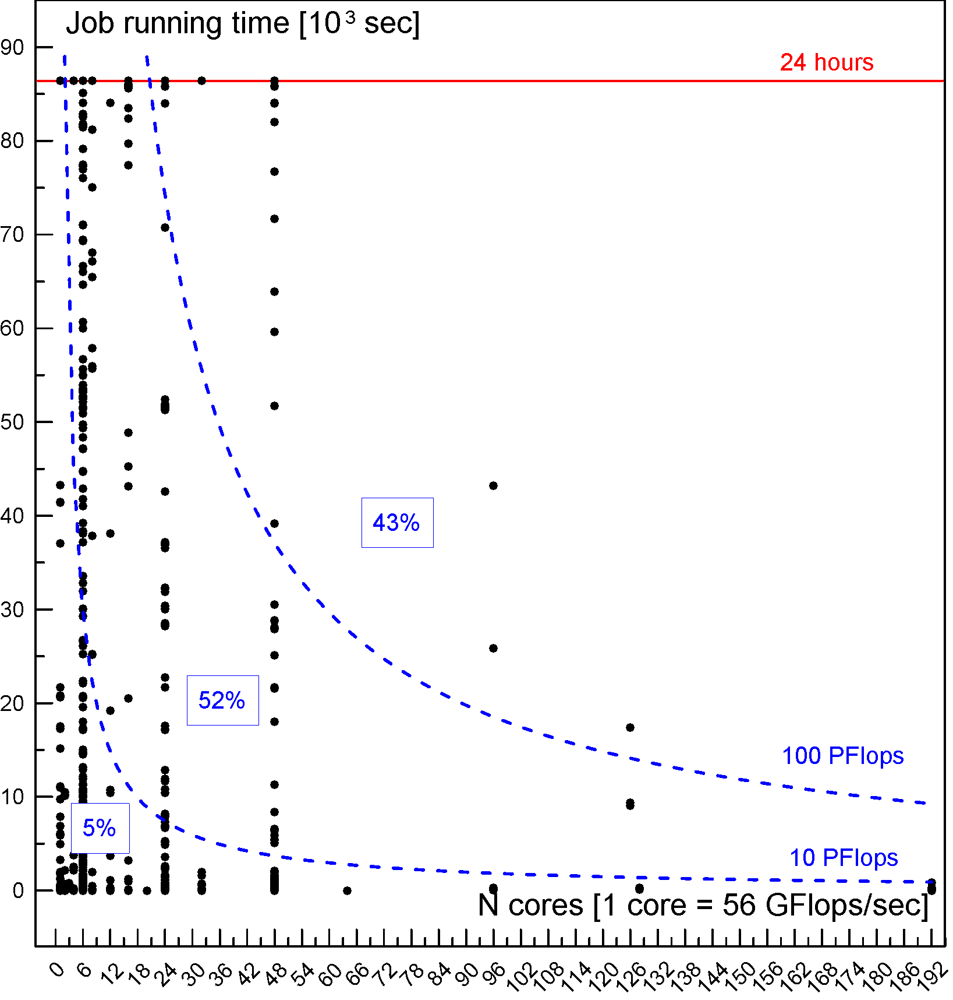 Job running time [10³ sec]
90
24 hours
80
70
60
50
40
43%
30
52%
20
100 PFlops
10
5%
10 PFlops
0
N cores [1 core = 56 GFlops/sec]
0 6 12 18 24 30 36 42 48 54 60 66 72 78 84 90 96 102 108 114 120 126 132 138 144 150 156 162 168 174 180 186 192